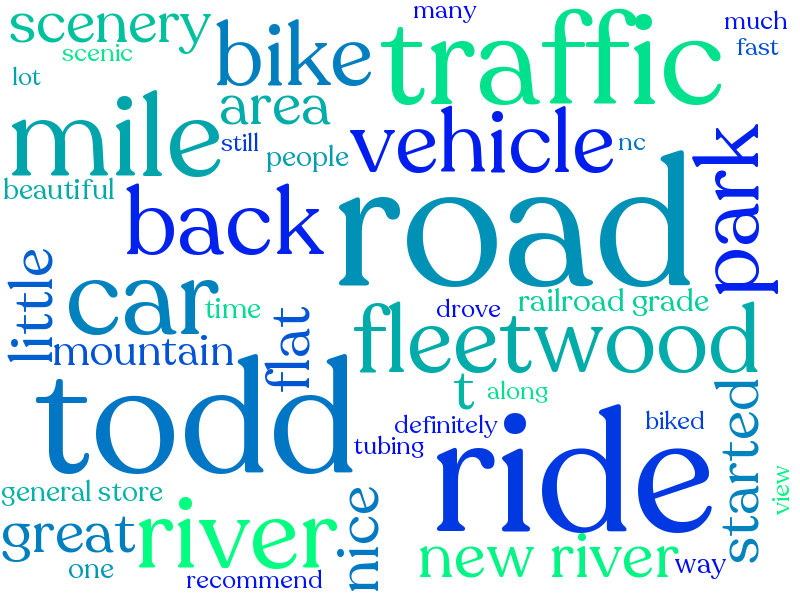 many
scenery
traffic
much
scenic
bike
fast
lot
area
mile
still
people
vehicle
nc
park
beautiful
back
road
little
car
time
drove
railroad grade
mountain
flat
fleetwood
todd
t
along
started
definitely
ride
biked
tubing
view
general store
great
river
nice
new river
one
way
recommend